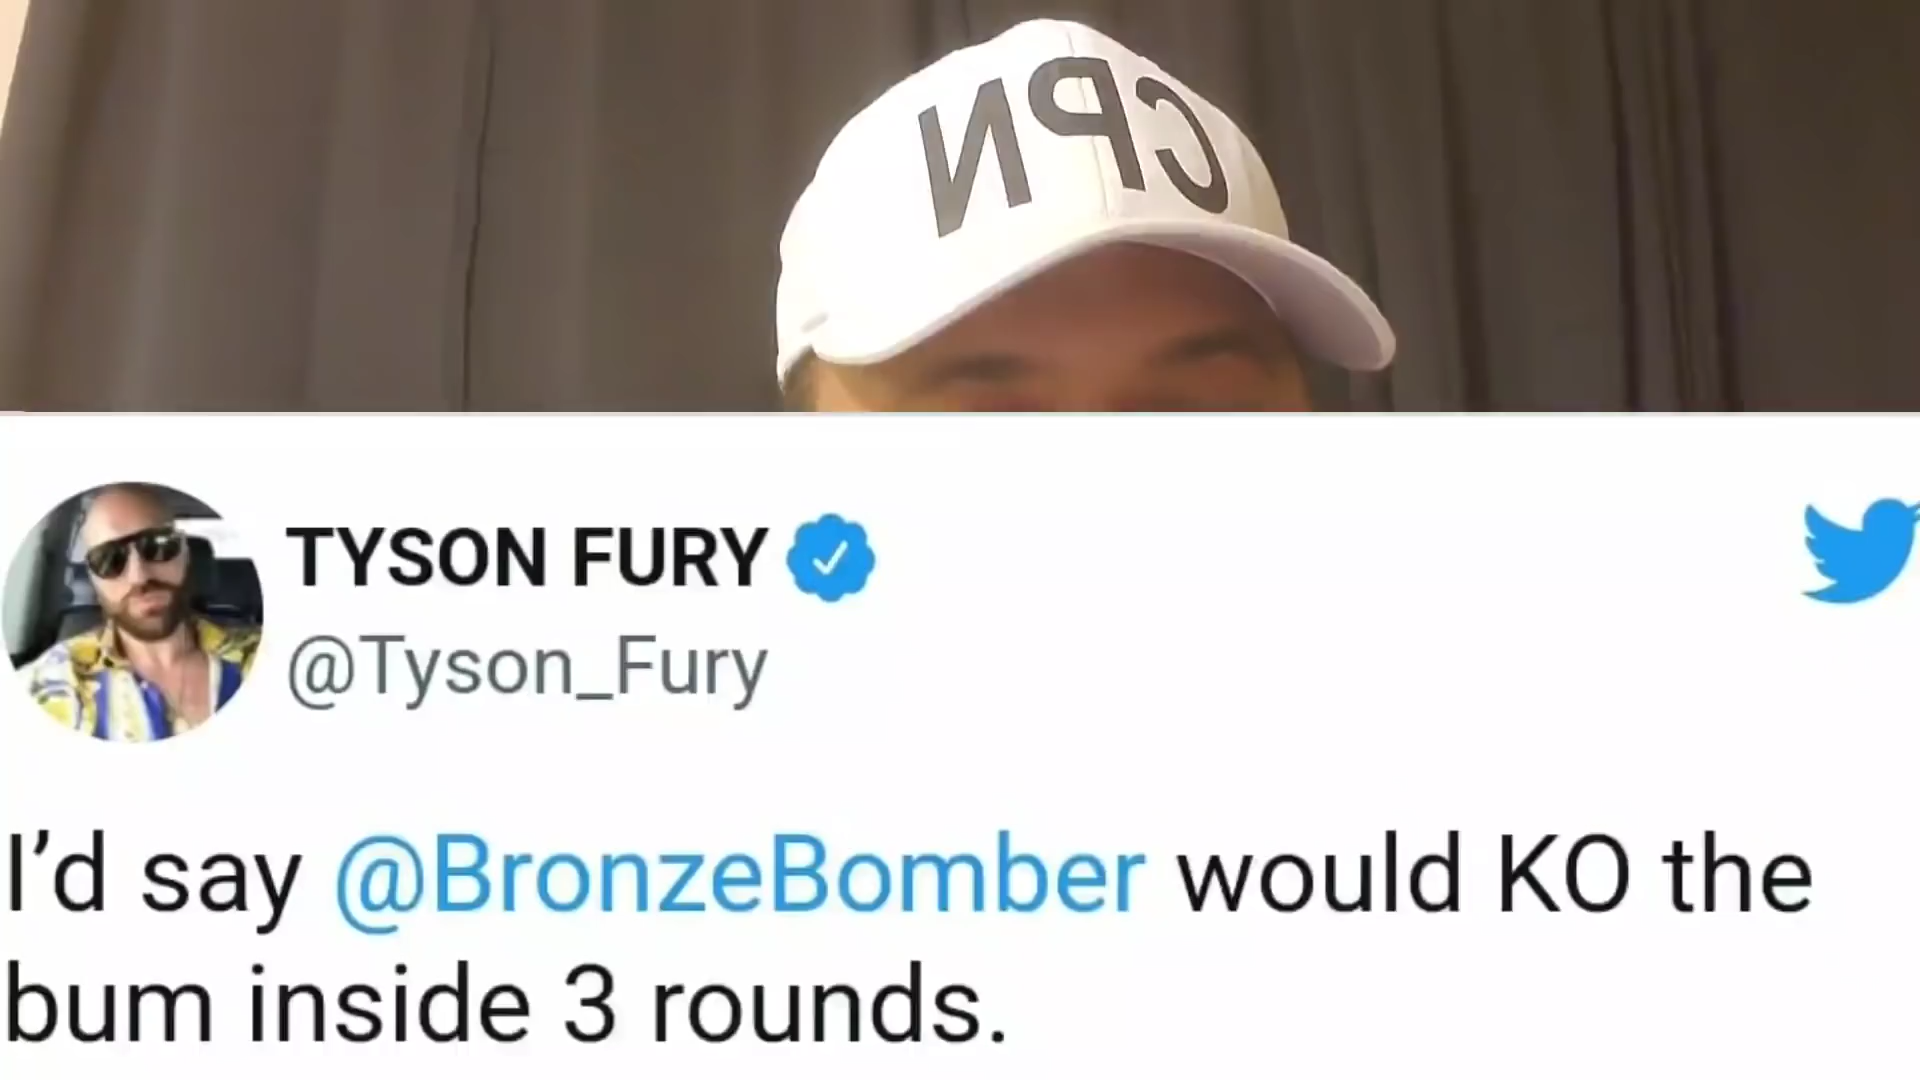 CPN
TYSON FURY
@Tyson_Fury
I’d say @BronzeBomber would KO the
bum inside 3 rounds.